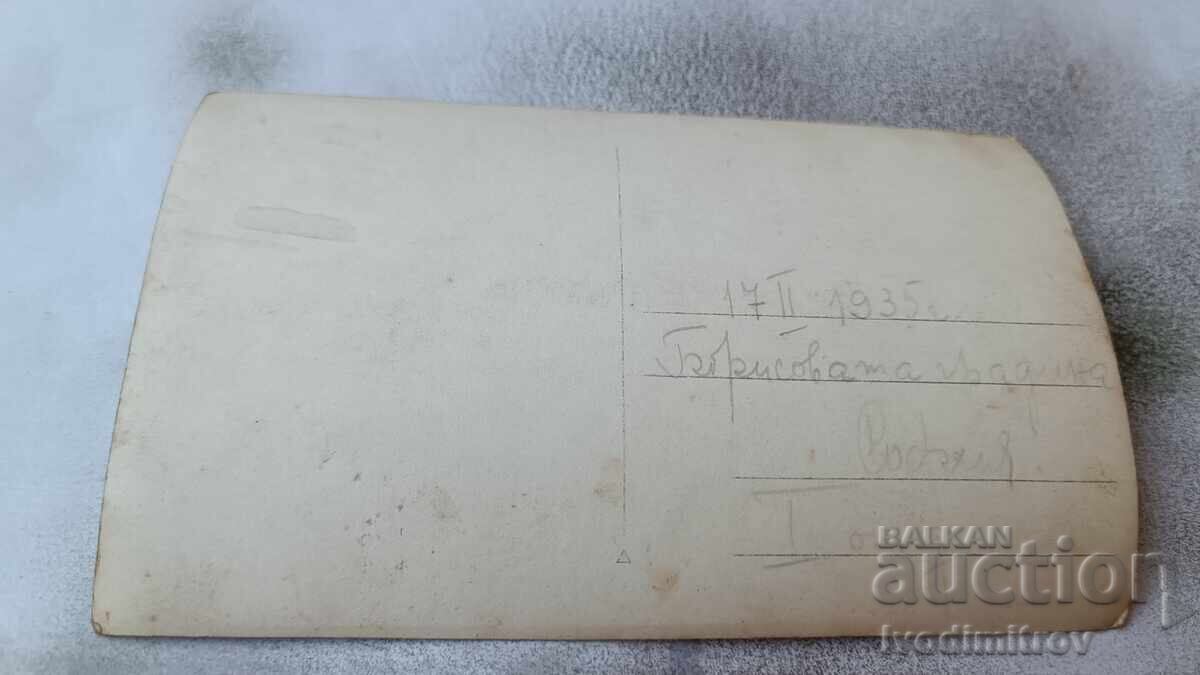 17 II 1935 г.
Борисовата градина
София
I
BALKAN
auction
Ivodimitrov